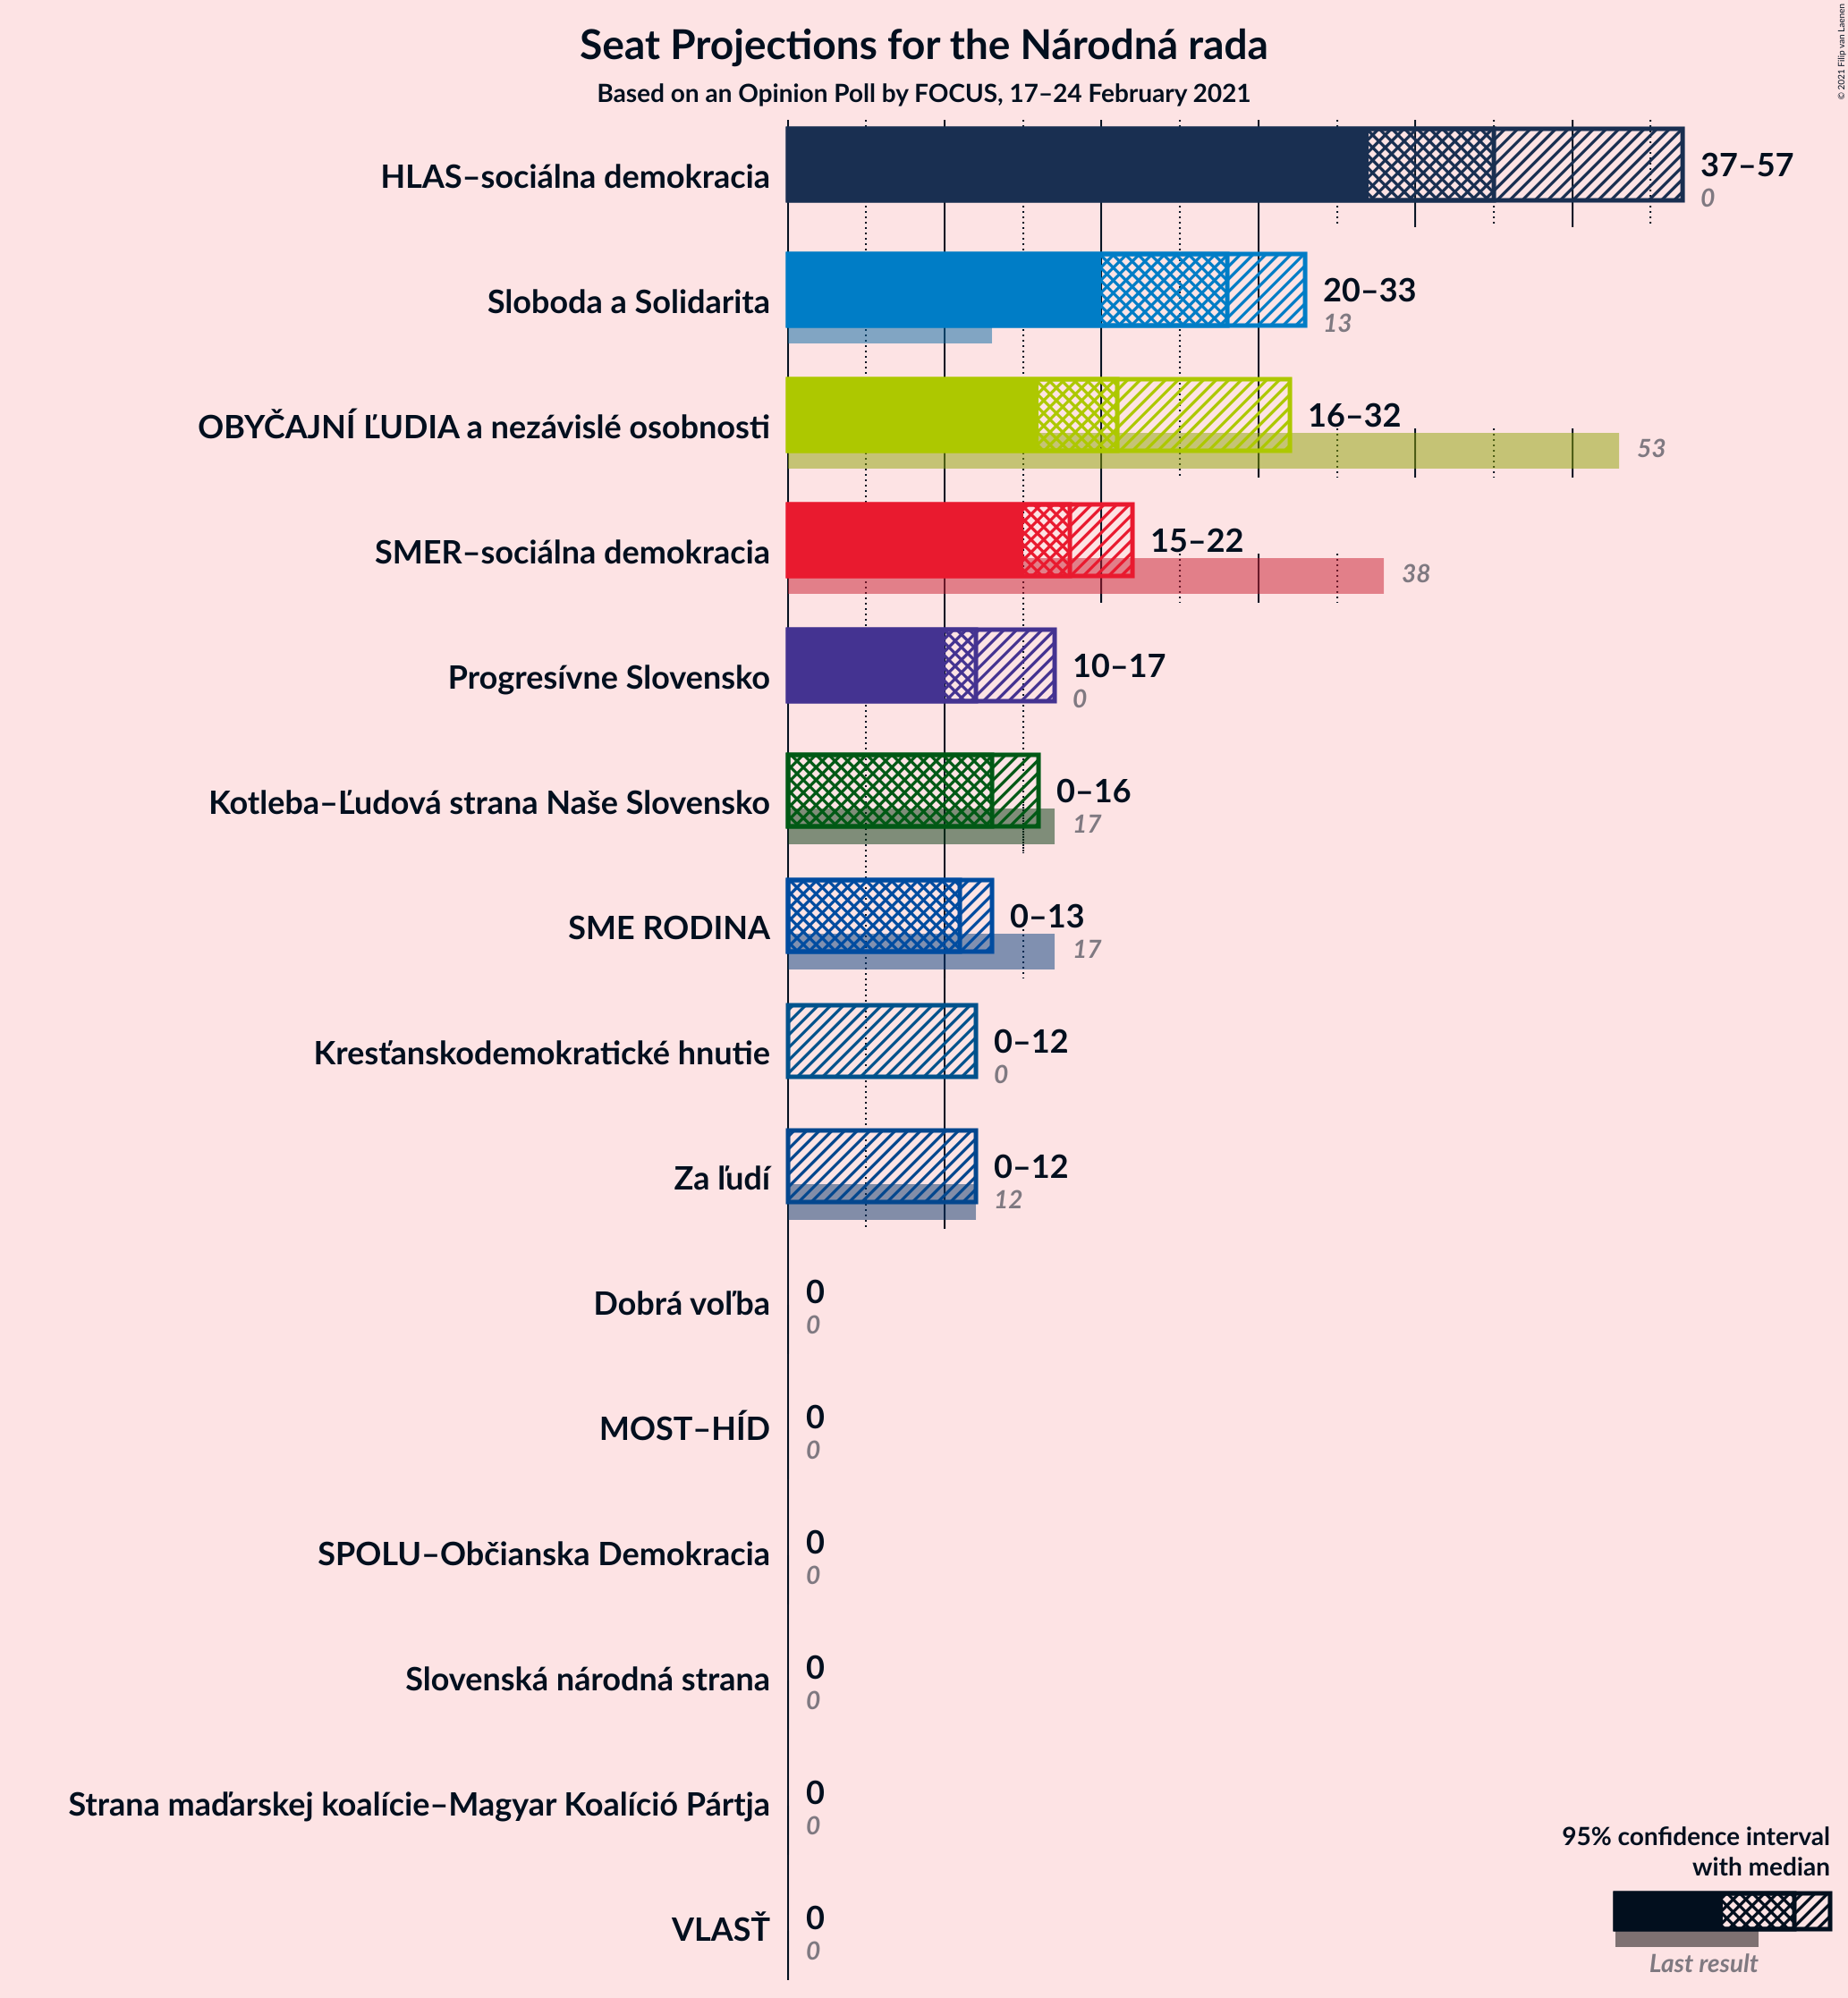 © 2021 Filip van Laenen
Seat Projections for the Národná rada
Based on an Opinion Poll by FOCUS, 17–24 February 2021
HLAS–sociálna demokracia
37–57
0
Sloboda a Solidarita
20–33
13
OBYČAJNÍ ĽUDIA a nezávislé osobnosti
16–32
53
SMER–sociálna demokracia
15–22
38
Progresívne Slovensko
10–17
0
Kotleba–Ľudová strana Naše Slovensko
0–16
17
SME RODINA
0–13
17
Kresťanskodemokratické hnutie
0–12
0
Za ľudí
0–12
12
Dobrá voľba
0
0
MOST–HÍD
0
0
SPOLU–Občianska Demokracia
0
0
Slovenská národná strana
0
0
Strana maďarskej koalície–Magyar Koalíció Pártja
0
0
VLASŤ
0
0
95% confidence interval
with median
Last result